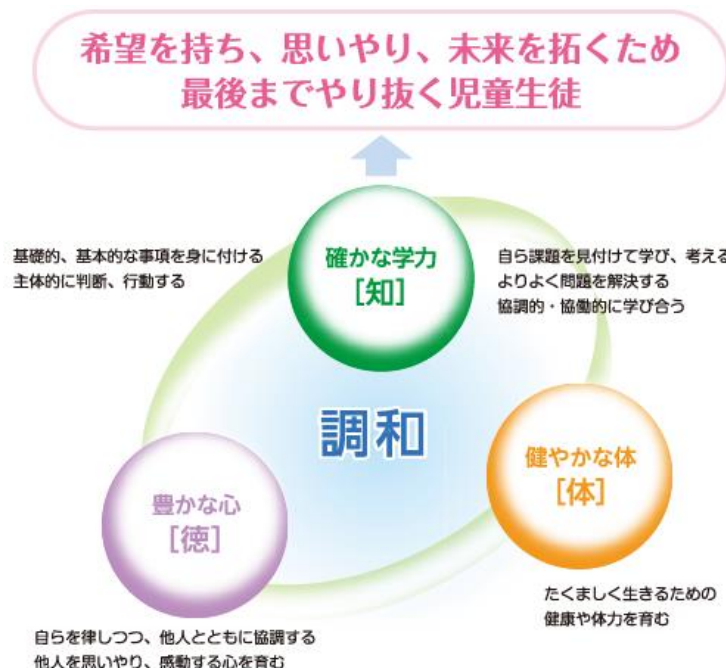 希望を持ち、思いやり、未来を拓くため
最後までやり抜く児童生徒
確かな学力
[知]
基礎的、基本的な事項を身に付ける
主体的に判断、行動する
自ら課題を見付けて学び、考える
よりよく問題を解決する
協調的・協働的に学び合う
調和
豊かな心
[徳]
健やかな体
[体]
たくましく生きるための
健康や体力を育む
自らを律しつつ、他人とともに協調する
他人を思いやり、感動する心を育む